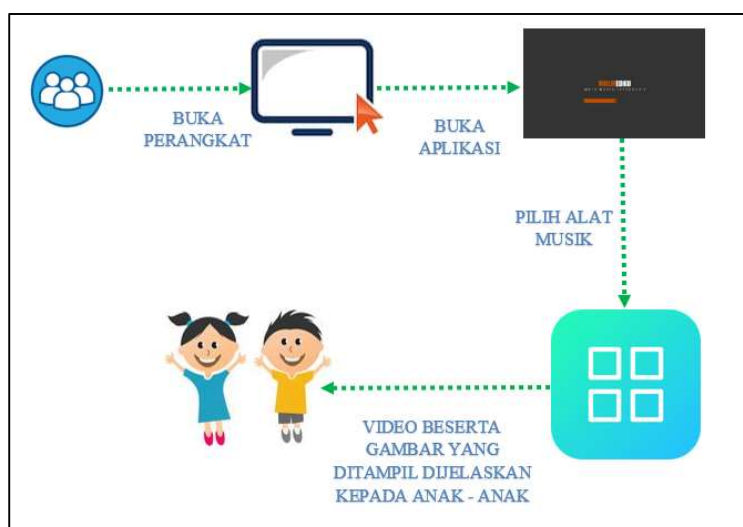 BUKA
PERANGKAT
BUKA
APLIKASI
PILIH ALAT
MUSIK
VIDEO BESERTA
GAMBAR YANG
DITAMPIL DIJELASKAN
KEPADA ANAK - ANAK